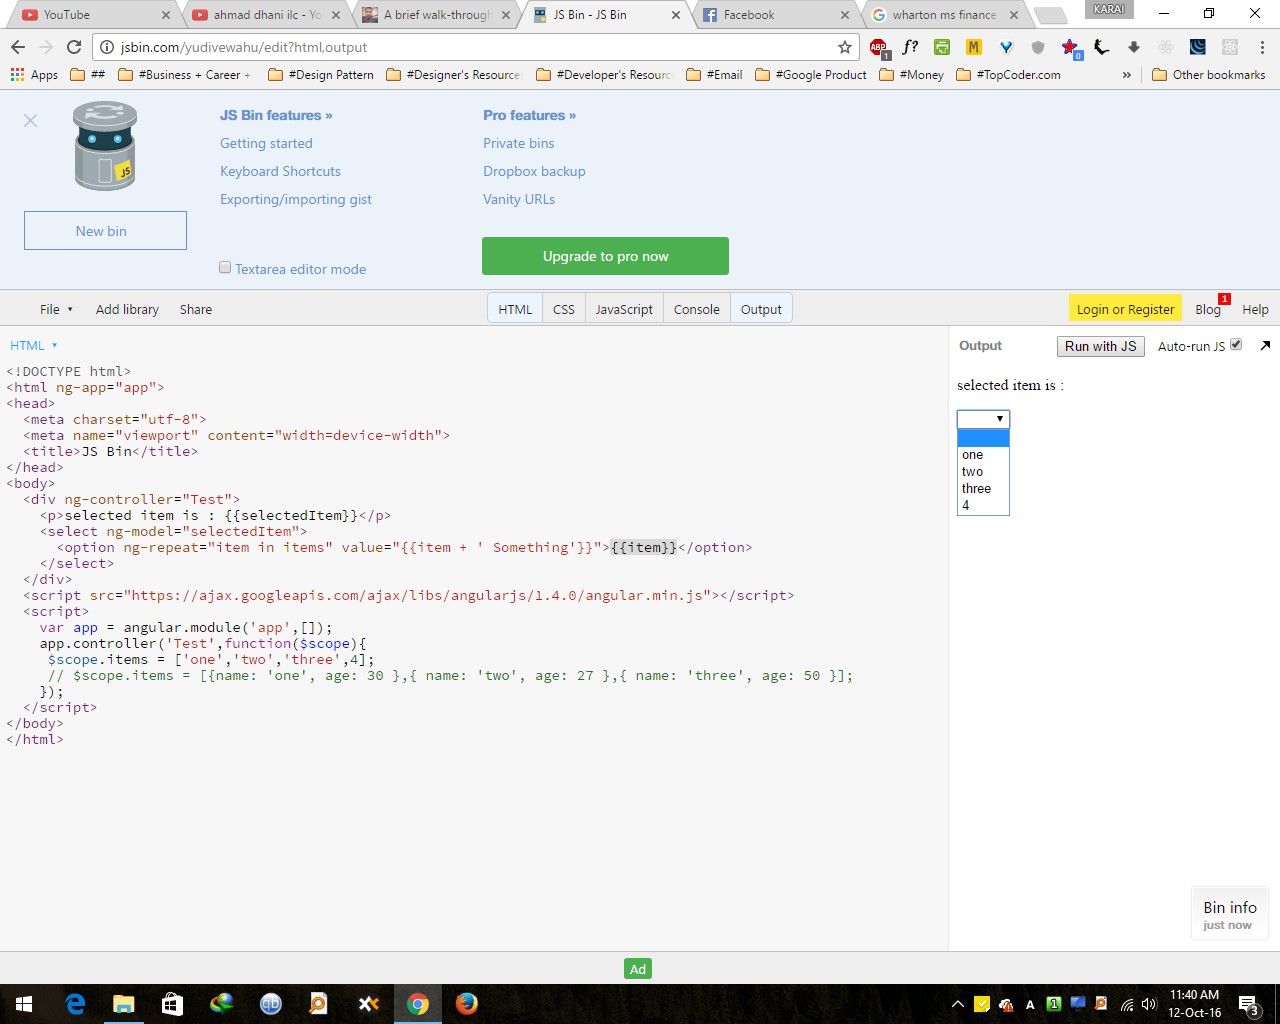 YouTube
ahmad dhani ilc - Yo
A brief walk-through
JS Bin - JS Bin
Facebook
wharton ms finance
KARAI
jsbin.com/yudivewahu/edit?html,output
ABP
1
f?
M
0
Apps
##
#Business + Career +
#Design Pattern
#Designer's Resource
#Developer's Resourc
#Email
#Google Product
#Money
#TopCoder.com
»
Other bookmarks
JS
JS Bin features »
Getting started
Keyboard Shortcuts
Exporting/importing gist
Pro features »
Private bins
Dropbox backup
Vanity URLs
New bin
Textarea editor mode
Upgrade to pro now
File
Add library
Share
HTML
CSS
JavaScript
Console
Output
Login or Register
Blog
1
Help
HTML
<!DOCTYPE html>
<html ng-app="app">
<head>
<meta charset="utf-8">
<meta name="viewport" content="width=device-width">
<title>JS Bin</title>
</head>
<body>
<div ng-controller="Test">
<p>selected item is : {{selectedItem}}</p>
<select ng-model="selectedItem">
<option ng-repeat="item in items" value="{{item + ' Something'}}">{{item}}</option>
</select>
</div>
<script src="https://ajax.googleapis.com/ajax/libs/angularjs/1.4.0/angular.min.js"></script>
<script>
var app = angular.module('app',[]);
app.controller('Test',function($scope){
$scope.items = ['one','two','three',4];
// $scope.items = [{name: 'one', age: 30 },{ name: 'two', age: 27 },{ name: 'three', age: 50 }];
});
</script>
</body>
</html>
Output
Run with JS
Auto-run JS
selected item is :
one
two
three
4
Bin info
just now
Ad
qb
A
1
11:40 AM
12-Oct-16
3